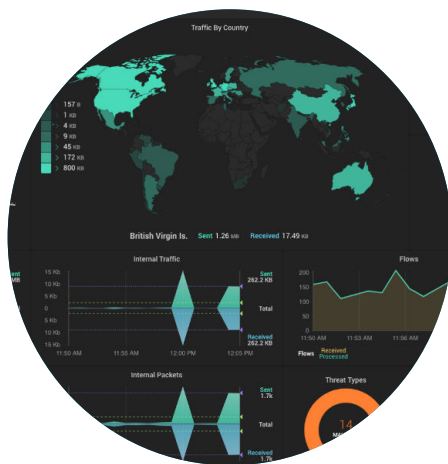 Traffic By Country
157 B
1 KB
4 KB
9 KB
45 KB
172 KB
800 KB
British Virgin Is. Sent 1.26 MB Received 17.49 KB
Internal Traffic
15 Kb
10 Kb
5 Kb
0
5 Kb
10 Kb
15 Kb
Sent
262.2 KB
Total
Received
262.2 KB
11:50 AM 11:55 AM 12:00 PM 12:05 PM
Flows
200
150
100
50
0
11:50 AM 11:53 AM 11:56 AM
Flows Received
Processed
Internal Packets
Sent
1.7k
Total
Received
1.7k
Threat Types
14